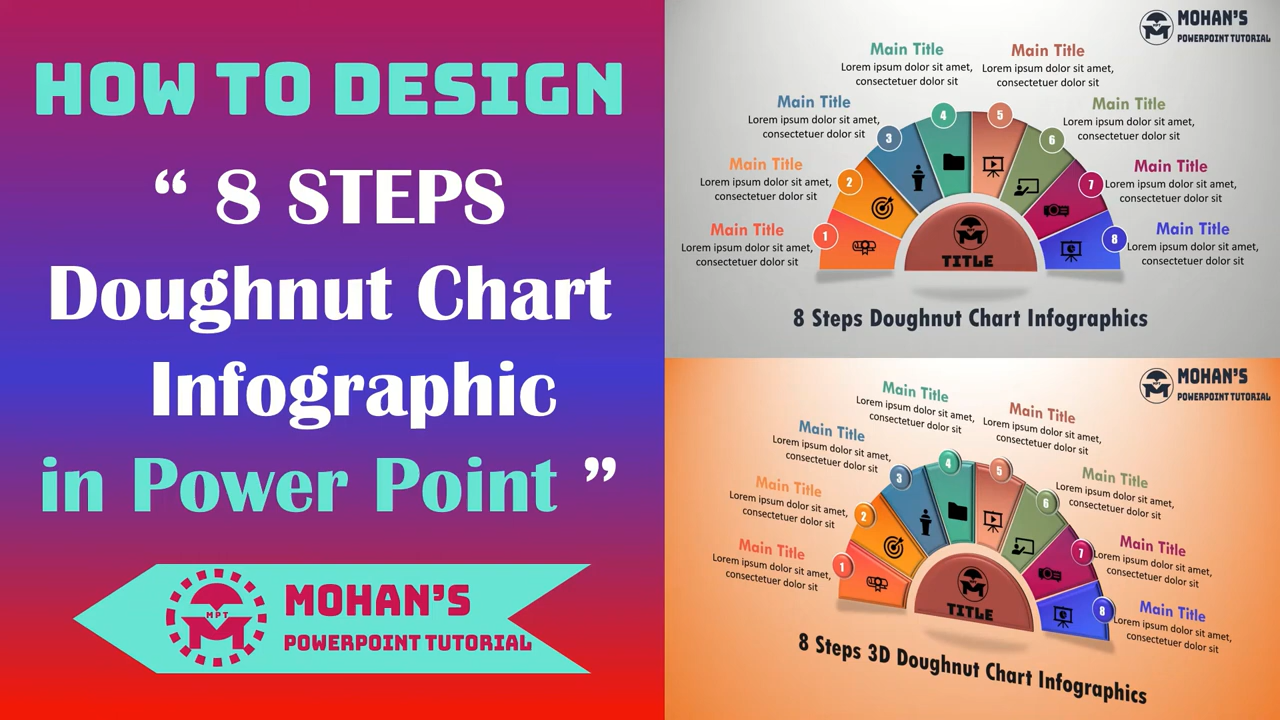 HOW TO DESIGN
“ 8 STEPS
Doughnut Chart
Infographic
in Power Point ”
MPT
MOHAN'S
POWERPOINT TUTORIAL
MOHAN'S
POWERPOINT TUTORIAL
Main Title
Lorem ipsum dolor sit amet,
consectetuer dolor sit
Main Title
Lorem ipsum dolor sit amet,
consectetuer dolor sit
Main Title
Lorem ipsum dolor sit amet,
consectetuer dolor sit
Main Title
Lorem ipsum dolor sit amet,
consectetuer dolor sit
Main Title
Lorem ipsum dolor sit amet,
consectetuer dolor sit
Main Title
Lorem ipsum dolor sit amet,
consectetuer dolor sit
Main Title
Lorem ipsum dolor sit amet,
consectetuer dolor sit
Main Title
Lorem ipsum dolor sit amet,
consectetuer dolor sit
1
2
3
4
5
6
7
8
TITLE
8 Steps Doughnut Chart Infographics
MOHAN'S
POWERPOINT TUTORIAL
Main Title
Lorem ipsum dolor sit amet,
consectetuer dolor sit
Main Title
Lorem ipsum dolor sit amet,
consectetuer dolor sit
Main Title
Lorem ipsum dolor sit amet,
consectetuer dolor sit
Main Title
Lorem ipsum dolor sit amet,
consectetuer dolor sit
Main Title
Lorem ipsum dolor sit amet,
consectetuer dolor sit
Main Title
Lorem ipsum dolor sit amet,
consectetuer dolor sit
Main Title
Lorem ipsum dolor sit amet,
consectetuer dolor sit
Main Title
Lorem ipsum dolor sit amet,
consectetuer dolor sit
1
2
3
4
5
6
7
8
TITLE
8 Steps 3D Doughnut Chart Infographics